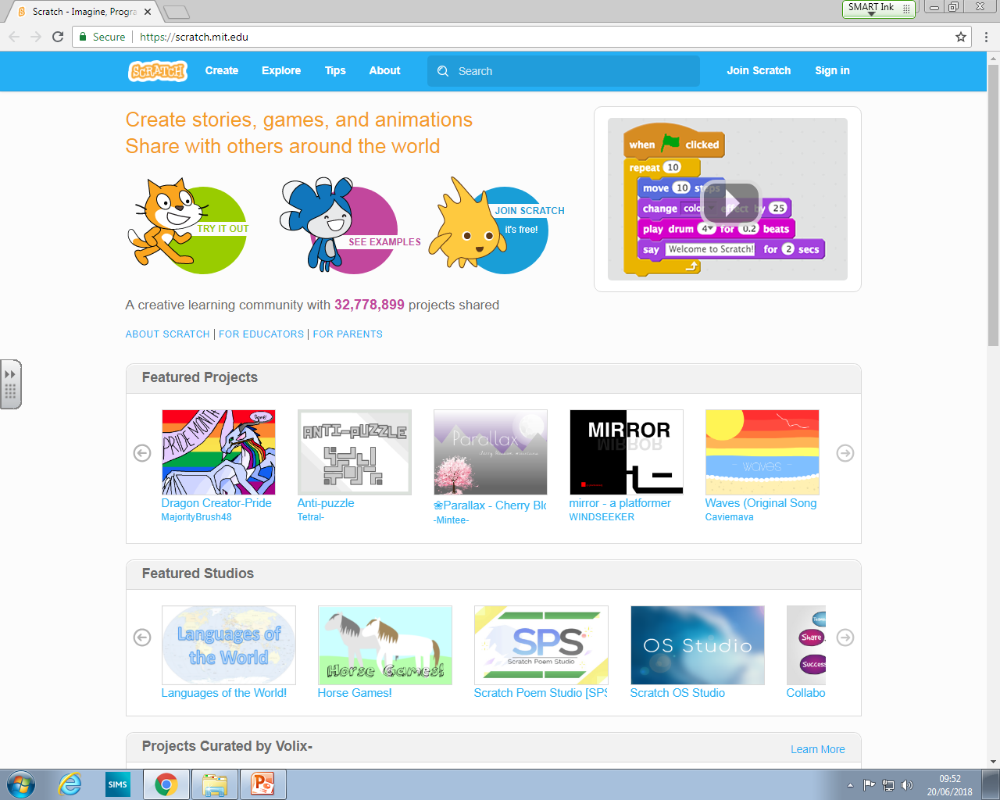 Scratch - Imagine, Progra
SMART Ink
Secure
https://scratch.mit.edu
SCRATCH
Create
Explore
Tips
About
Search
Join Scratch
Sign in
Create stories, games, and animations
Share with others around the world
TRY IT OUT
SEE EXAMPLES
JOIN SCRATCH
it's free!
when clicked
repeat 10
move 10 steps
change color effect by 25
play drum 4 for 0.2 beats
say Welcome to Scratch! for 2 secs
A creative learning community with 32,778,899 projects shared
ABOUT SCRATCH | FOR EDUCATORS | FOR PARENTS
Featured Projects
PRIDE MONTH
Done!
ANTI-PUZZLE
Parallax
MIRROR
MIRROR
- WAVES -
Dragon Creator-Pride
MajorityBrush48
Anti-puzzle
Tetral-
❀Parallax - Cherry Blo
-Mintee-
mirror - a platformer
WINDSEEKER
Waves (Original Song
Caviemava
Featured Studios
Languages of
the World
Horse Games!
SPS
Scratch Poem Studio
OS Studio
Share
Success
Languages of the World!
Horse Games!
Scratch Poem Studio [SPS
Scratch OS Studio
Collabo
Projects Curated by Volix-
Learn More
SIMS
09:52
20/06/2018